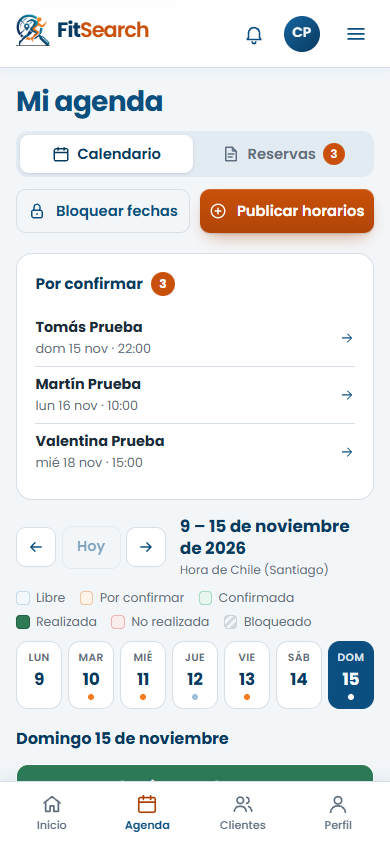 FitSearch
CP
Mi agenda
Calendario
Reservas 3
Bloquear fechas
Publicar horarios
Por confirmar 3
Tomás Prueba
dom 15 nov · 22:00
Martín Prueba
lun 16 nov · 10:00
Valentina Prueba
mié 18 nov · 15:00
Hoy
9 – 15 de noviembre
de 2026
Hora de Chile (Santiago)
Libre Por confirmar Confirmada
Realizada No realizada Bloqueado
LUN MAR MIÉ JUE VIE SÁB DOM
9 10 11 12 13 14 15
Domingo 15 de noviembre
Inicio Agenda Clientes Perfil